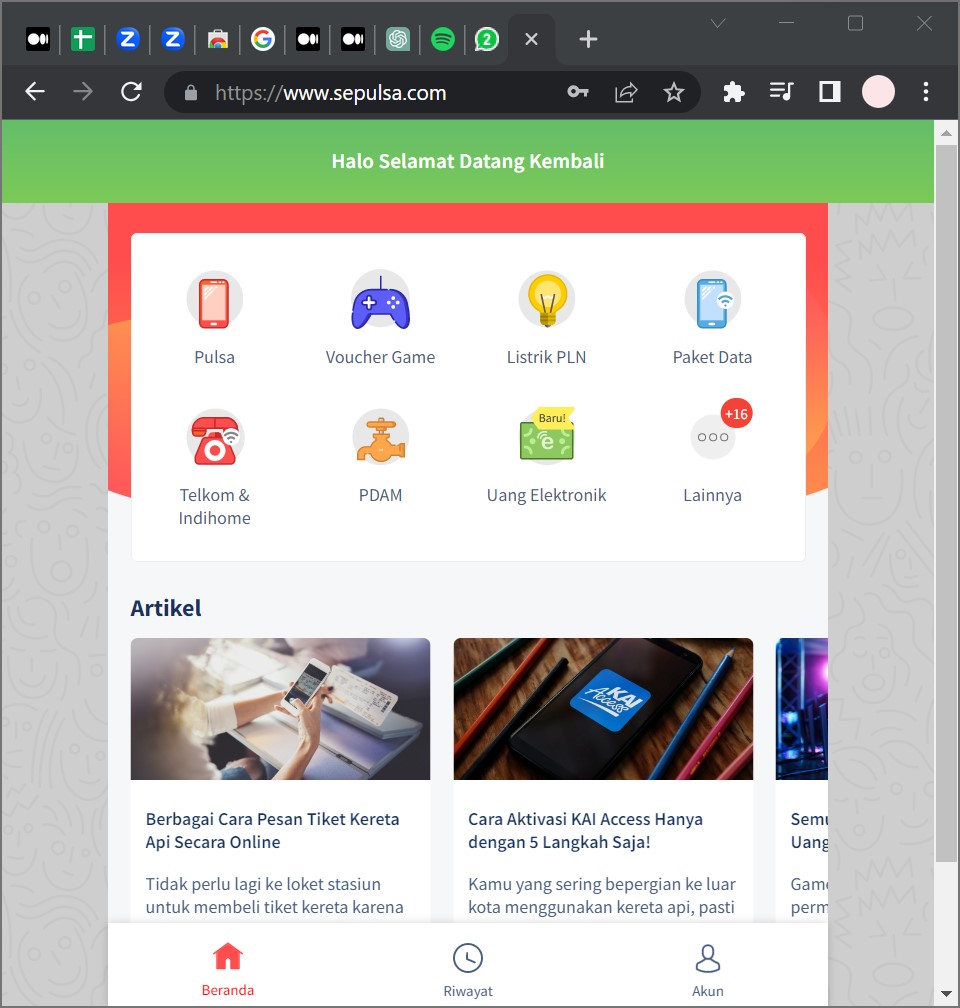 2
https://www.sepulsa.com
Halo Selamat Datang Kembali
Pulsa
Voucher Game
Listrik PLN
Paket Data
Baru!
e
+16
Telkom &
Indihome
PDAM
Uang Elektronik
Lainnya
Artikel
KAI
Access
Berbagai Cara Pesan Tiket Kereta
Api Secara Online
Cara Aktivasi KAI Access Hanya
dengan 5 Langkah Saja!
Tidak perlu lagi ke loket stasiun
untuk membeli tiket kereta karena
Kamu yang sering bepergian ke luar
kota menggunakan kereta api, pasti
Semu
Uang
Game
perm
Beranda
Riwayat
Akun